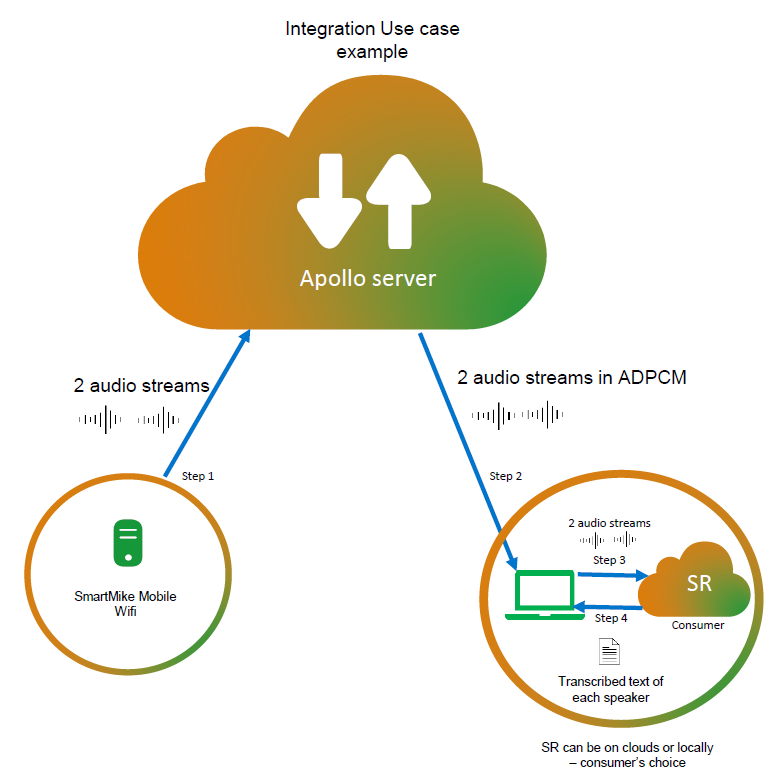 Integration Use case
example
Apollo server
2 audio streams
2 audio streams in ADPCM
Step 1
Step 2
2 audio streams
Step 3
SR
SmartMike Mobile
Wifi
Step 4
Consumer
Transcribed text of
each speaker
SR can be on clouds or locally
– consumer's choice